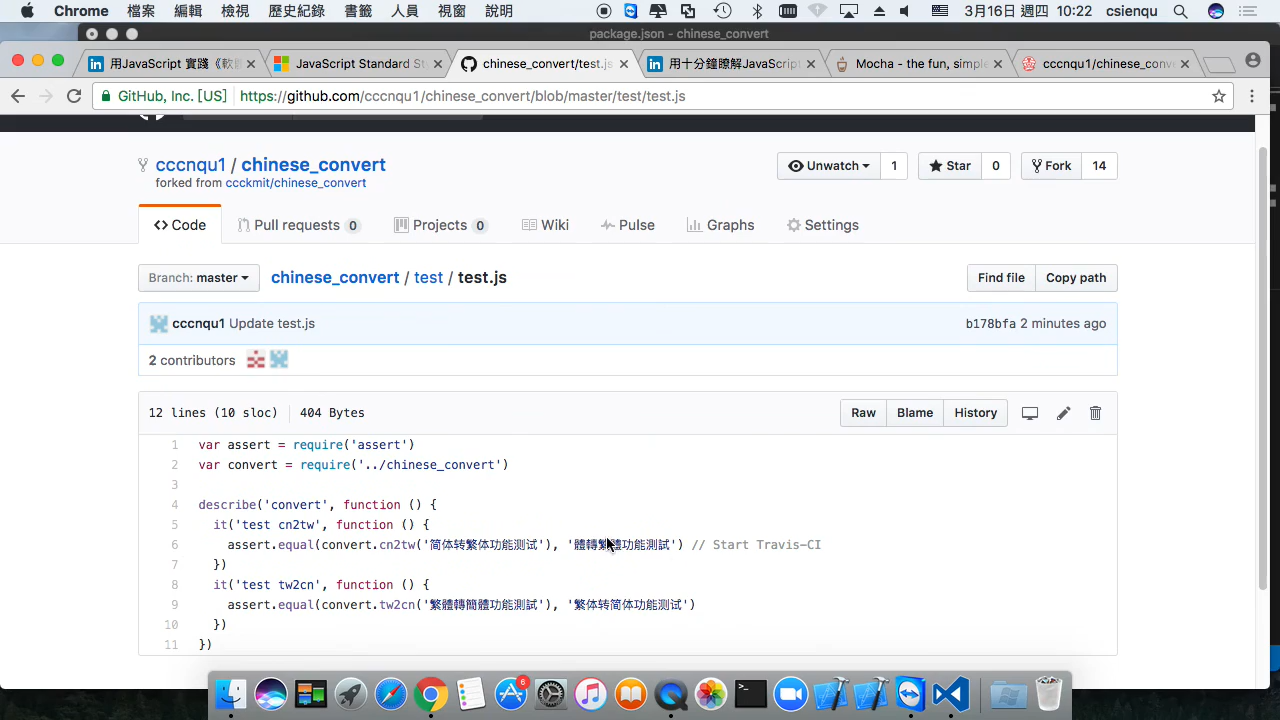 Chrome 檔案 編輯 檢視 歷史紀錄 書籤 人員 視窗 說明 3月16日 週四 10:22 csienqu
package.json - chinese_convert
用JavaScript 實踐《軟體 JavaScript Standard St chinese_convert/test.js 用十分鐘瞭解JavaScrip Mocha - the fun, simple cccnqu1/chinese_conv
GitHub, Inc. [US] https://github.com/cccnqu1/chinese_convert/blob/master/test/test.js
cccnqu1 / chinese_convert Unwatch 1 Star 0 Fork 14
forked from ccckmit/chinese_convert
<> Code Pull requests 0 Projects 0 Wiki Pulse Graphs Settings
Branch: master chinese_convert / test / test.js Find file Copy path
cccnqu1 Update test.js b178bfa 2 minutes ago
2 contributors
12 lines (10 sloc) 404 Bytes Raw Blame History
1 var assert = require('assert')
2 var convert = require('../chinese_convert')
3
4 describe('convert', function () {
5 it('test cn2tw', function () {
6 assert.equal(convert.cn2tw('简体转繁体功能测试'), '體轉繁體功能測試') // Start Travis-CI
7 })
8 it('test tw2cn', function () {
9 assert.equal(convert.tw2cn('繁體轉簡體功能測試'), '繁体转简体功能测试')
10 })
11 })
6